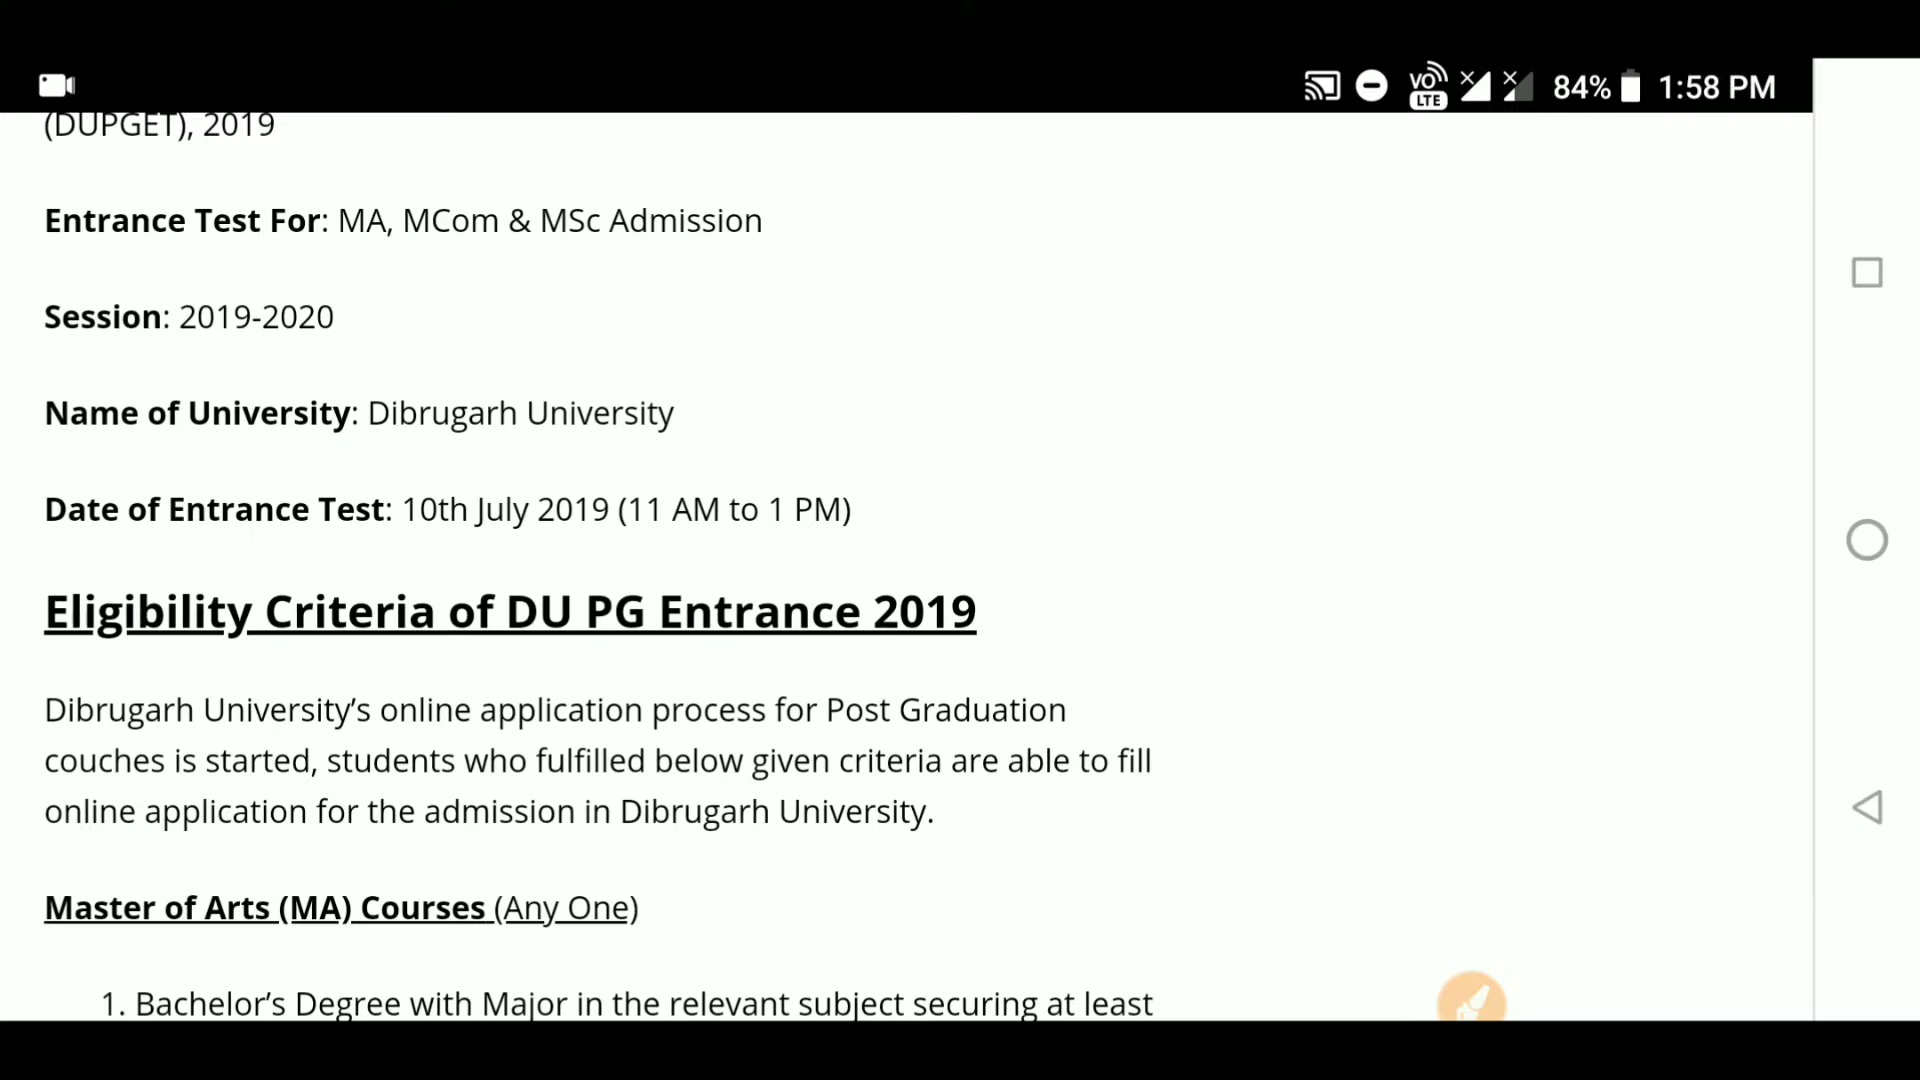 VO LTE 84% 1:58 PM
(DUPGET), 2019
Entrance Test For: MA, MCom & MSc Admission
Session: 2019-2020
Name of University: Dibrugarh University
Date of Entrance Test: 10th July 2019 (11 AM to 1 PM)
Eligibility Criteria of DU PG Entrance 2019
Dibrugarh University’s online application process for Post Graduation
couches is started, students who fulfilled below given criteria are able to fill
online application for the admission in Dibrugarh University.
Master of Arts (MA) Courses (Any One)
1. Bachelor’s Degree with Major in the relevant subject securing at least